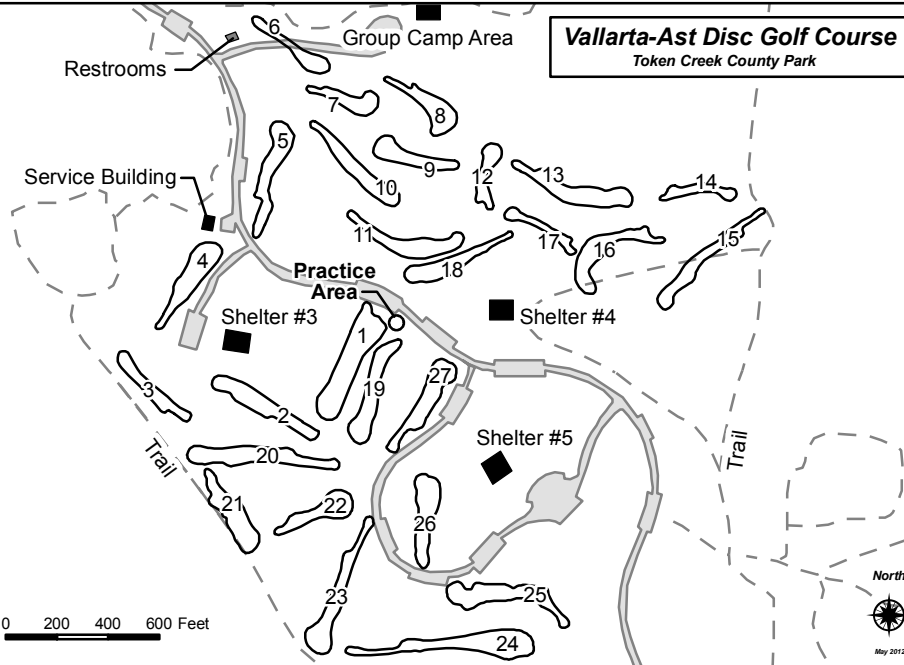 Vallarta-Ast Disc Golf Course
Token Creek County Park
6
Group Camp Area
Restrooms
7
8
5
9
10
12
13
14
Service Building
11
17
16
15
18
4
Practice
Area
Shelter #3
Shelter #4
1
19
27
3
2
Shelter #5
Trail
Trail
20
21
22
26
23
25
24
North
0 200 400 600 Feet
May 2012